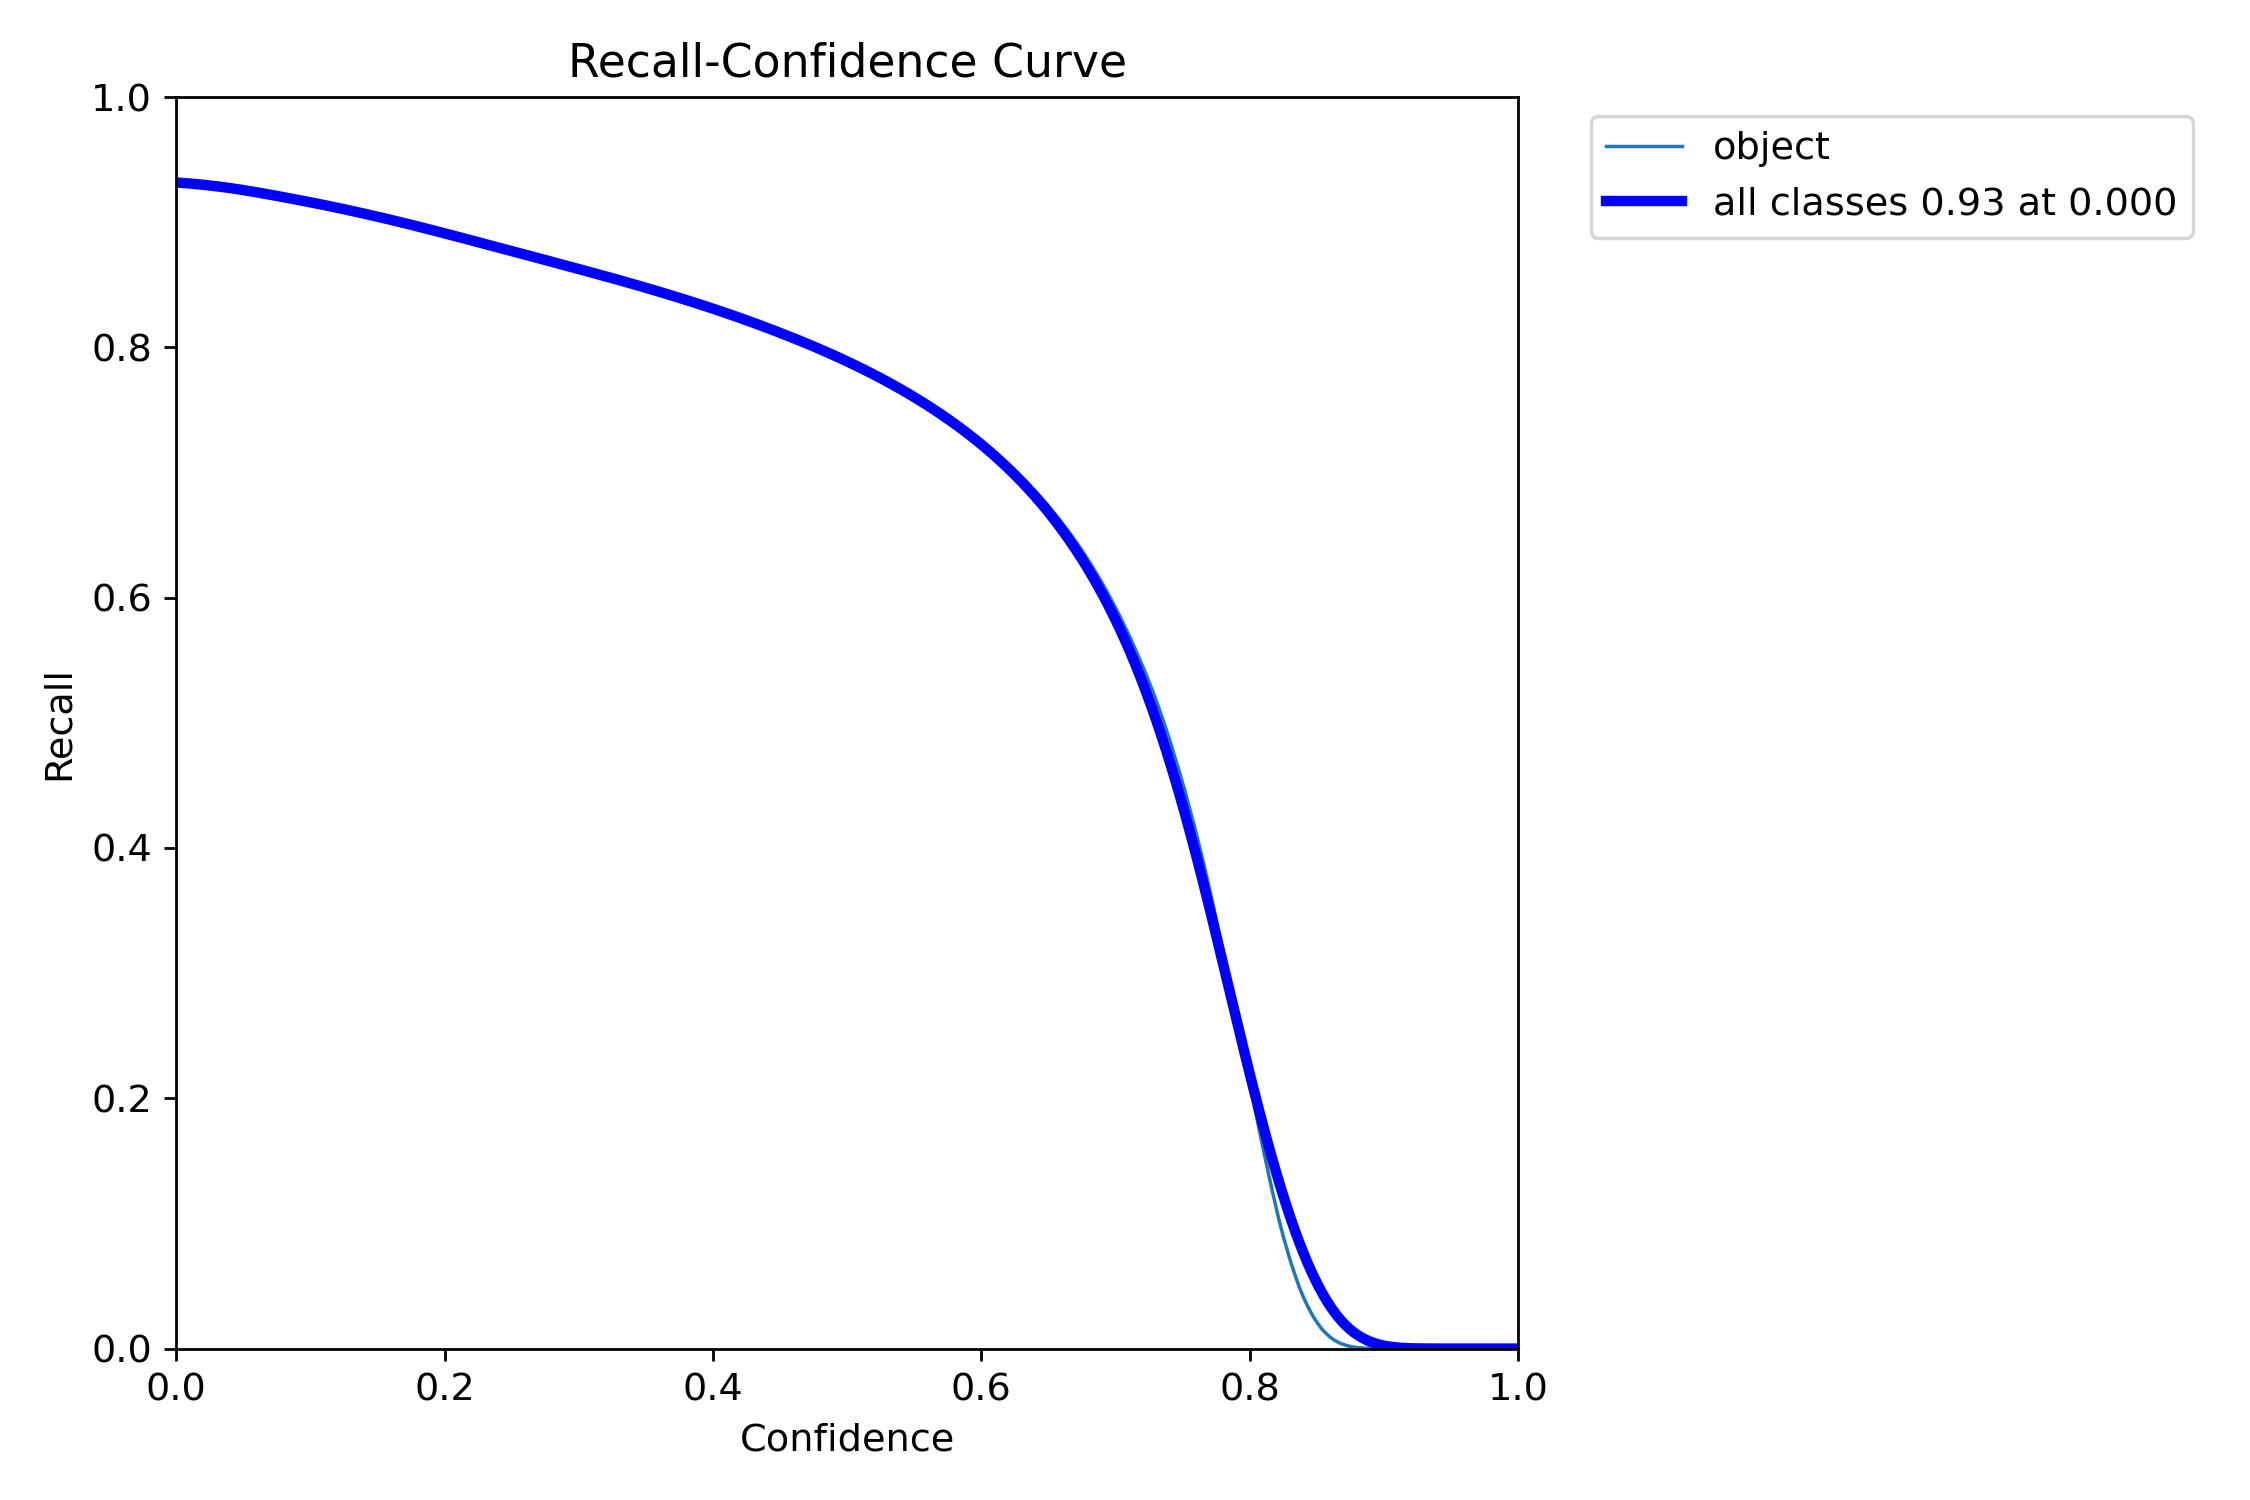 Recall-Confidence Curve
1.0
0.8
0.6
0.4
0.2
0.0
Recall
0.0 0.2 0.4 0.6 0.8 1.0
Confidence
object
all classes 0.93 at 0.000